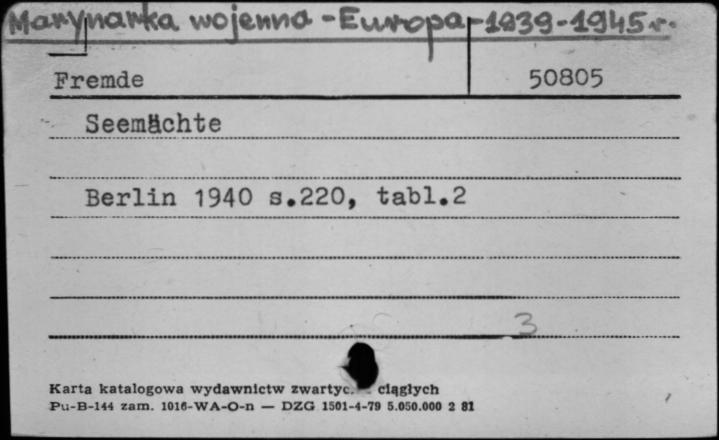 Marynarka wojenna - Europa - 1939-1945 r.
Fremde 50805
Seemächte
Berlin 1940 s.220, tabl.2
3
Karta katalogowa wydawnictw zwartyc ciągłych
Pu-B-144 zam. 1016-WA-O-n — DZG 1501-4-79 5.050.000 2 81